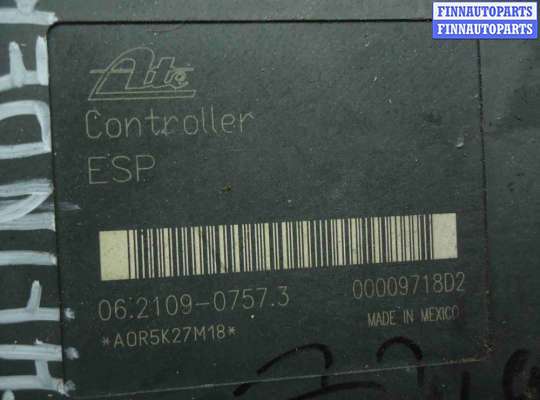 FINNAUTOPARTS
FINNAUTOPARTS
Ate
Controller
ESP
06.2109-0757.3
00009718D2
*A0R5K27M18*
MADE IN MEXICO